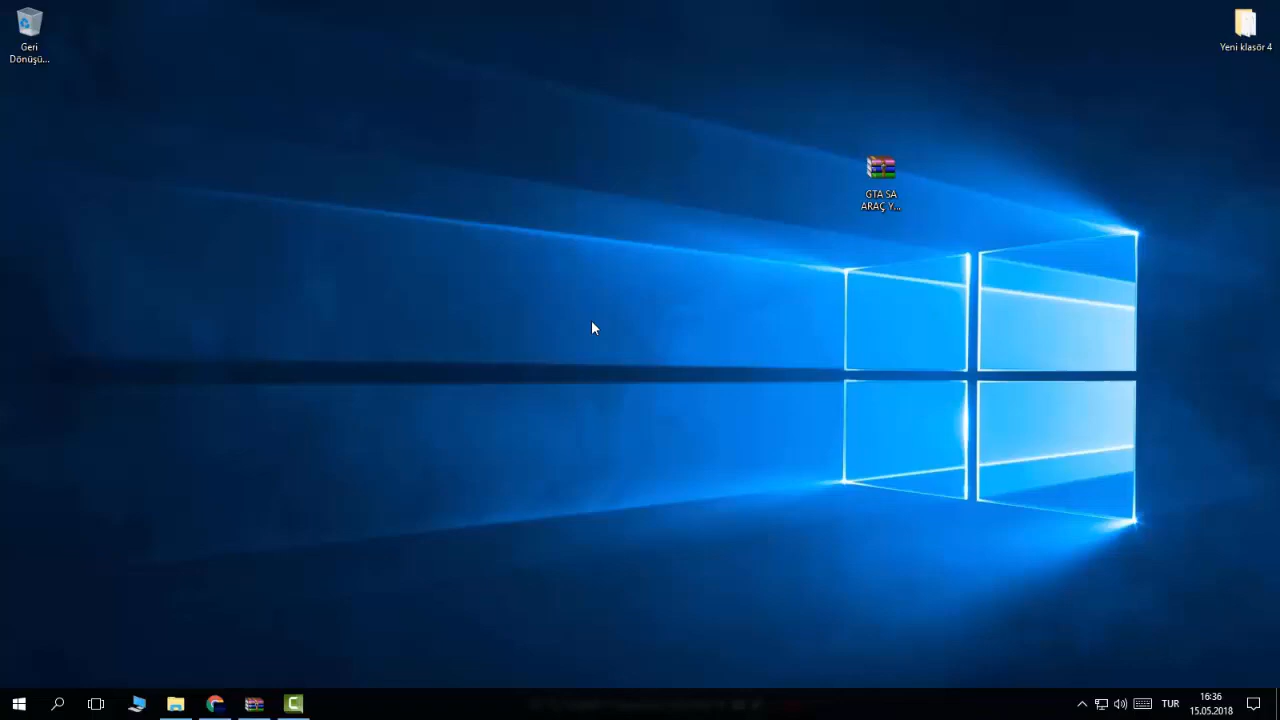 Geri
Dönüşü...
Yeni klasör 4
GTA SA
ARAÇ Y...
TUR
16:36
15.05.2018